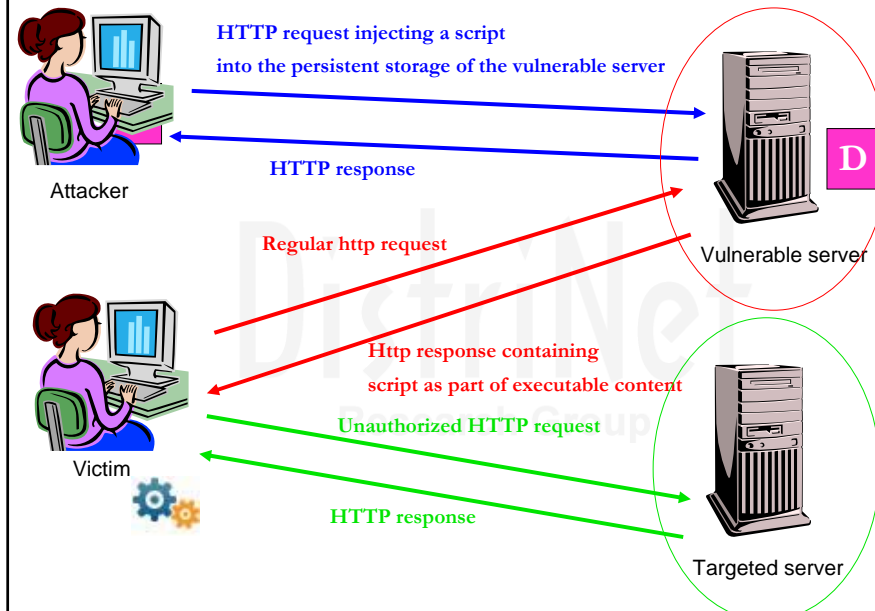 HTTP request injecting a script
into the persistent storage of the vulnerable server
HTTP response
Attacker
D
Vulnerable server
Regular http request
Http response containing
script as part of executable content
Unauthorized HTTP request
Victim
HTTP response
Targeted server
DistriNet
Research Group